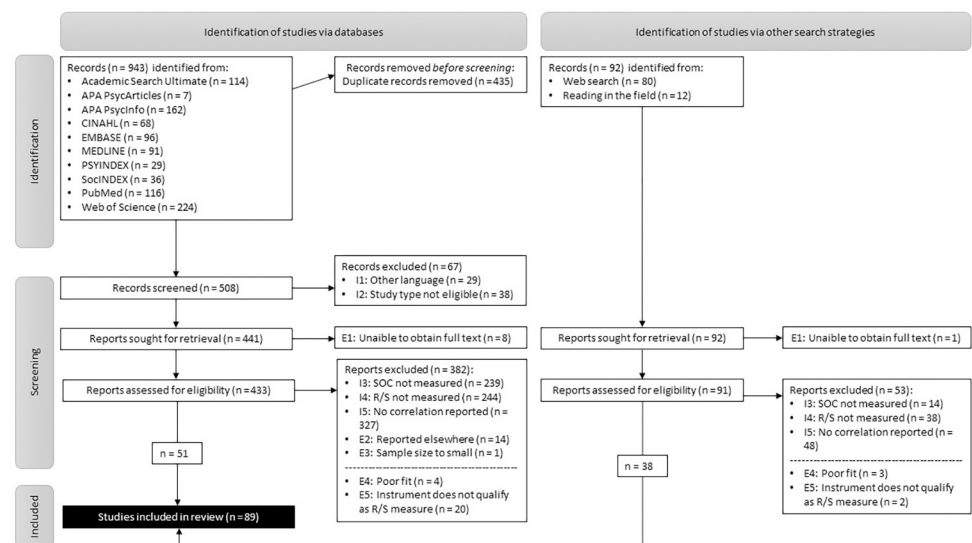 Identification of studies via databases
Identification of studies via other search strategies
Identification
Records (n = 943) identified from:
• Academic Search Ultimate (n = 114)
• APA PsycArticles (n = 7)
• APA PsycInfo (n = 162)
• CINAHL (n = 68)
• EMBASE (n = 96)
• MEDLINE (n = 91)
• PSYINDEX (n = 29)
• SocINDEX (n = 36)
• PubMed (n = 116)
• Web of Science (n = 224)
Records removed before screening:
Duplicate records removed (n = 435)
Records (n = 92) identified from:
• Web search (n = 80)
• Reading in the field (n = 12)
Screening
Records screened (n = 508)
Records excluded (n = 67)
• I1: Other language (n = 29)
• I2: Study type not eligible (n = 38)
Reports sought for retrieval (n = 441)
E1: Unable to obtain full text (n = 8)
Reports sought for retrieval (n = 92)
E1: Unable to obtain full text (n = 1)
Reports assessed for eligibility (n = 433)
Reports excluded (n = 382):
• I3: SOC not measured (n = 239)
• I4: R/S not measured (n = 244)
• I5: No correlation reported (n =
327)
• E2: Reported elsewhere (n = 14)
• E3: Sample size to small (n = 1)
--------------------------------
• E4: Poor fit (n = 4)
• E5: Instrument does not qualify
as R/S measure (n = 20)
Reports assessed for eligibility (n = 91)
Reports excluded (n = 53):
• I3: SOC not measured (n = 14)
• I4: R/S not measured (n = 38)
• I5: No correlation reported (n =
48)
--------------------------------
• E4: Poor fit (n = 3)
• E5: Instrument does not qualify
as R/S measure (n = 2)
n = 51
n = 38
Included
Studies included in review (n = 89)